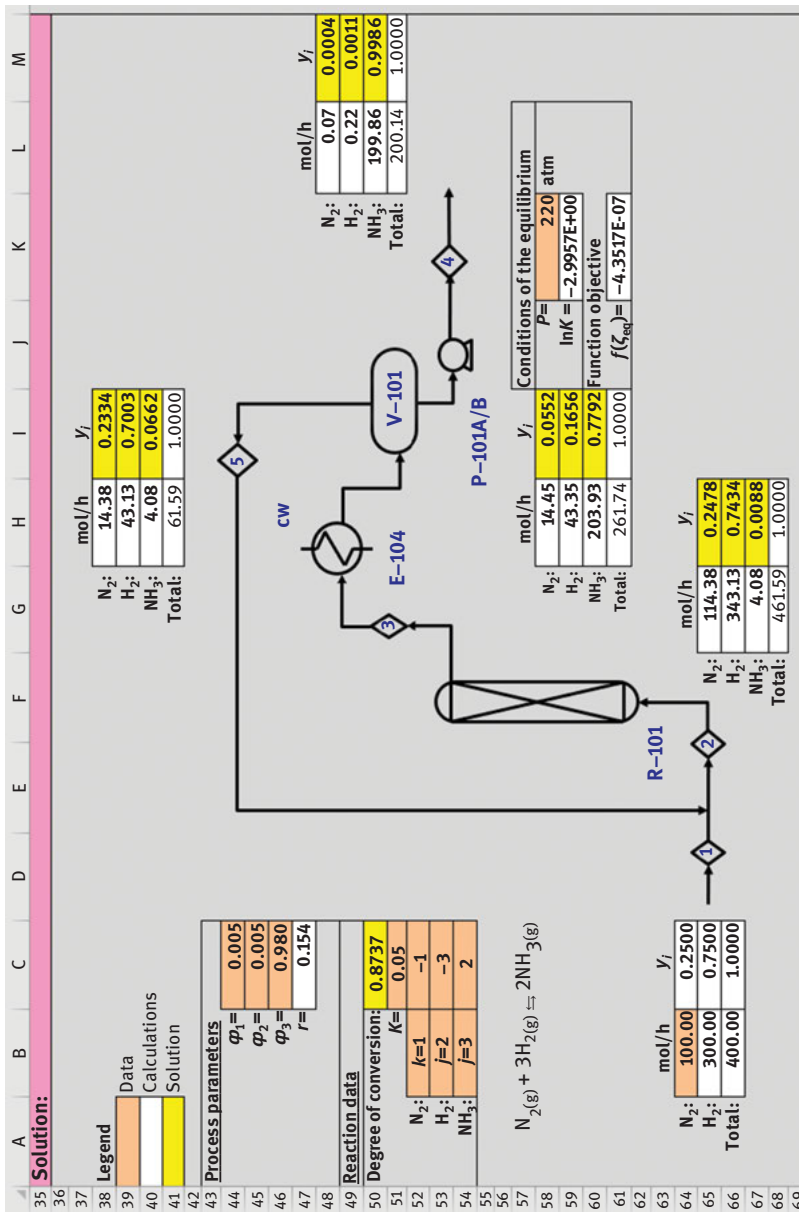 A B C D E F G H I J K L M
35 Solution:
36
37
38 Legend
39 Data
40 Calculations
41 Solution
42
43 Process parameters
44 φ₁= 0.005
45 φ₂= 0.005
46 φ₃= 0.980
47 r= 0.154
48
49 Reaction data
50 Degree of conversion: 0.8737
51 K= 0.05
52 N₂: k=1 −1
53 H₂: j=2 −3
54 NH₃: j=3 2
55
56
57 N₂(g) + 3H₂(g) ⇆ 2NH₃(g)
58
59
60
61
62
63 mol/h yᵢ
64 N₂: 100.00 0.2500
65 H₂: 300.00 0.7500
66 Total: 400.00 1.0000
67
68
69
mol/h yᵢ
N₂: 14.38 0.2334
H₂: 43.13 0.7003
NH₃: 4.08 0.0662
Total: 61.59 1.0000
mol/h yᵢ
N₂: 0.07 0.0004
H₂: 0.22 0.0011
NH₃: 199.86 0.9986
Total: 200.14 1.0000
5
cw
E–104
V–101
3
4
P–101A/B
R–101
1
2
mol/h yᵢ
N₂: 14.45 0.0552
H₂: 43.35 0.1656
NH₃: 203.93 0.7792
Total: 261.74 1.0000
Conditions of the equilibrium
P= 220 atm
lnK = −2.9957E+00
Function objective
f(ζeq)= −4.3517E-07
mol/h yᵢ
N₂: 114.38 0.2478
H₂: 343.13 0.7434
NH₃: 4.08 0.0088
Total: 461.59 1.0000